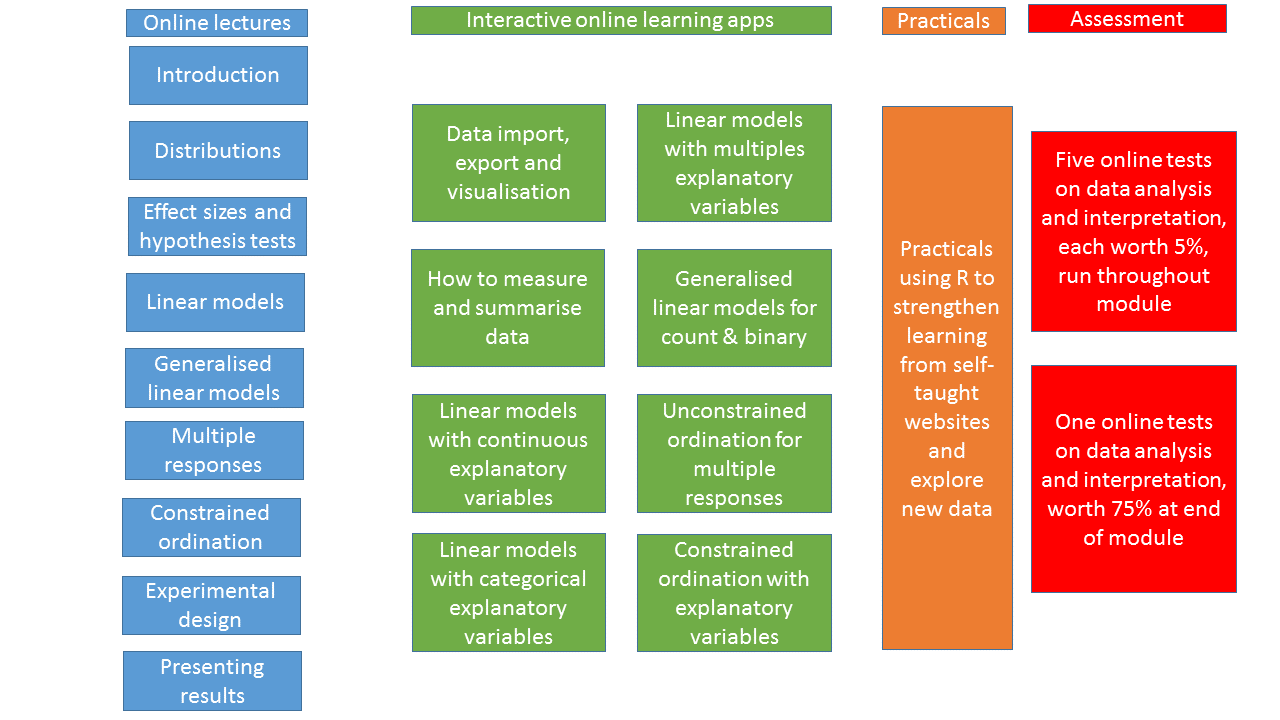 Online lectures
Introduction
Distributions
Effect sizes and
hypothesis tests
Linear models
Generalised
linear models
Multiple
responses
Constrained
ordination
Experimental
design
Presenting
results
Interactive online learning apps
Data import,
export and
visualisation
How to measure
and summarise
data
Linear models
with continuous
explanatory
variables
Linear models
with categorical
explanatory
variables
Linear models
with multiples
explanatory
variables
Generalised
linear models for
count & binary
Unconstrained
ordination for
multiple
responses
Constrained
ordination with
explanatory
variables
Practicals
Practicals
using R to
strengthen
learning
from self-
taught
websites
and
explore
new data
Assessment
Five online tests
on data analysis
and interpretation,
each worth 5%,
run throughout
module
One online tests
on data analysis
and interpretation,
worth 75% at end
of module